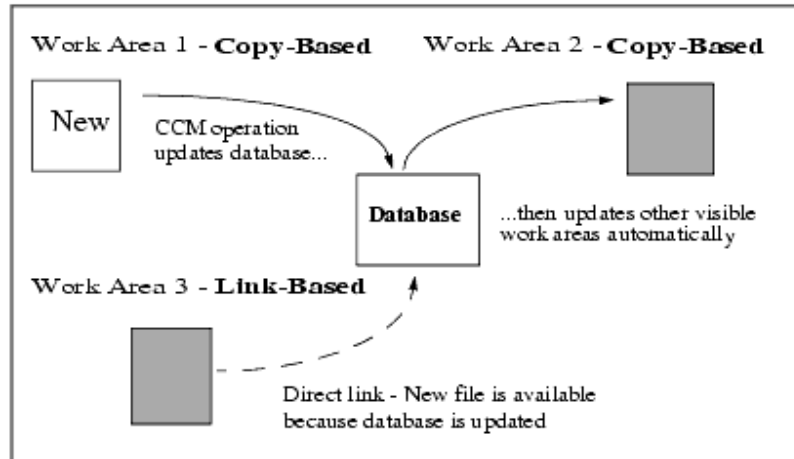 Work Area 1 - Copy-Based
Work Area 2 - Copy-Based
New
CCM operation
updates database...
Database
...then updates other visible
work areas automatically
Work Area 3 - Link-Based
Direct link - New file is available
because database is updated